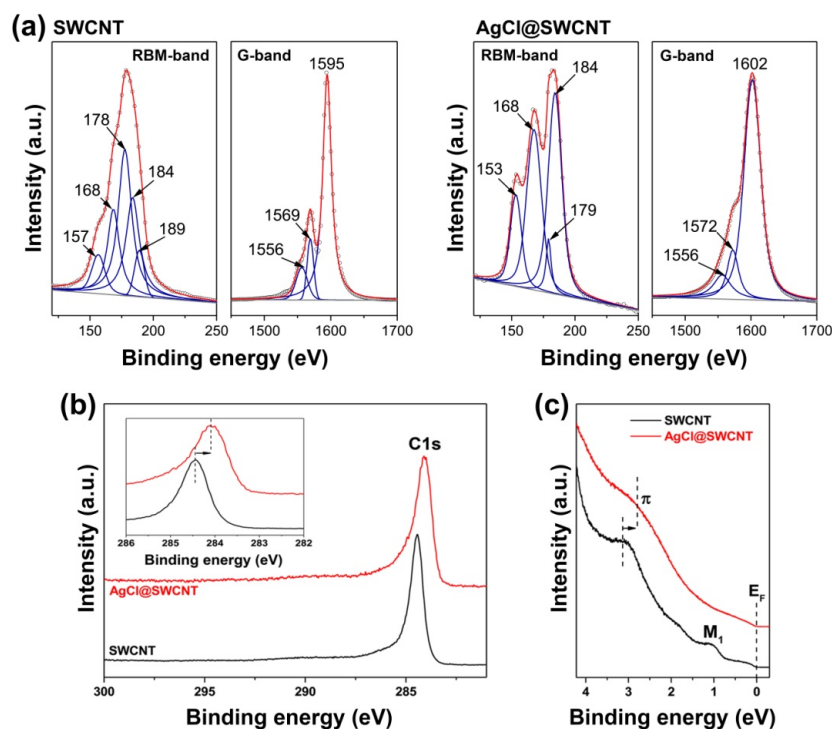 (a) SWCNT
AgCl@SWCNT
RBM-band
G-band
RBM-band
G-band
Intensity (a.u.)
178
184
168
157
189
1595
1569
1556
Intensity (a.u.)
184
168
153
179
1602
1572
1556
150 200 250
1500 1600 1700
150 200 250
1500 1600 1700
Binding energy (eV)
Binding energy (eV)
(b)
Intensity (a.u.)
C1s
286 285 284 283 282
Binding energy (eV)
AgCl@SWCNT
SWCNT
300 295 290 285
Binding energy (eV)
(c)
Intensity (a.u.)
SWCNT
AgCl@SWCNT
π
EF
M1
4 3 2 1 0
Binding energy (eV)